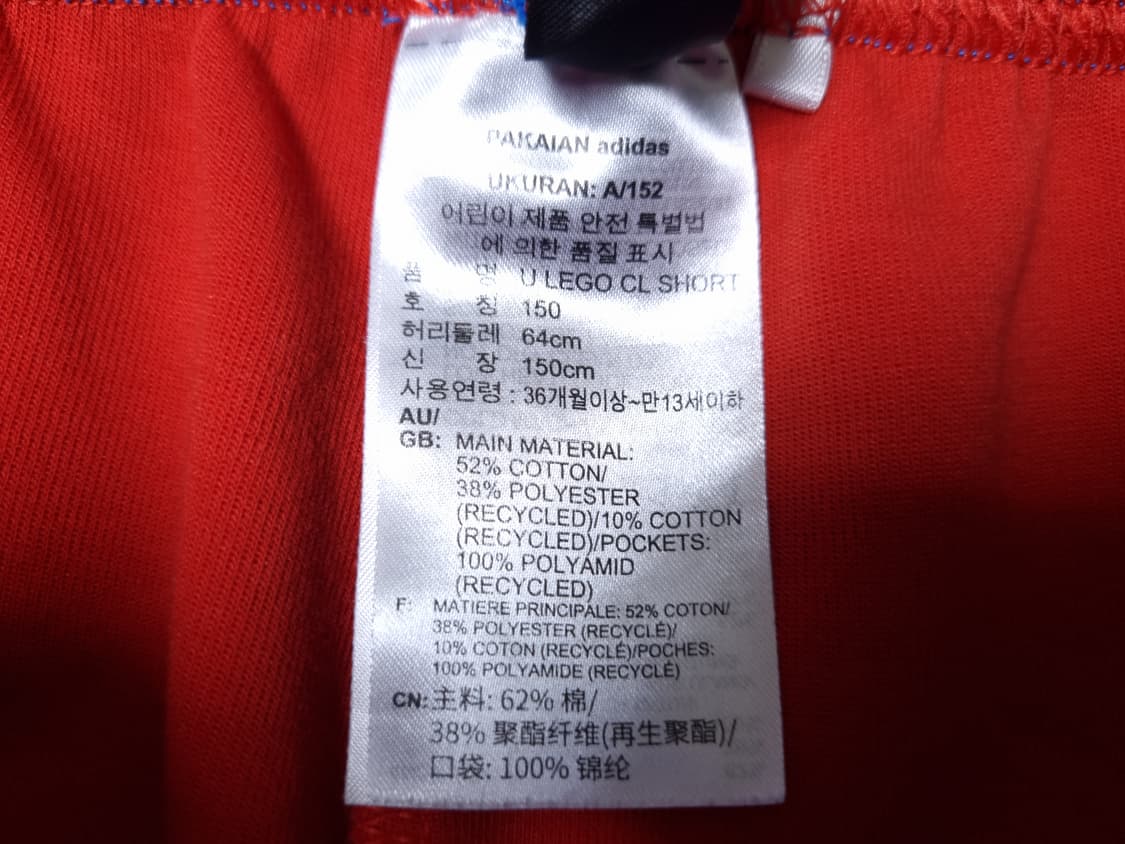 PAKAIAN adidas
UKURAN: A/152
어린이 제품 안전 특별법
에 의한 품질 표시
품 명 U LEGO CL SHORT
호 칭 150
허리둘레 64cm
신 장 150cm
사용연령 : 36개월이상~만13세이하
AU/
GB: MAIN MATERIAL:
52% COTTON/
38% POLYESTER
(RECYCLED)/10% COTTON
(RECYCLED)/POCKETS:
100% POLYAMID
(RECYCLED)
F: MATIERE PRINCIPALE: 52% COTON/
38% POLYESTER (RECYCLÉ)/
10% COTON (RECYCLÉ)/POCHES:
100% POLYAMIDE (RECYCLÉ)
CN: 主料: 62% 棉/
38% 聚酯纤维(再生聚酯)/
口袋: 100% 锦纶